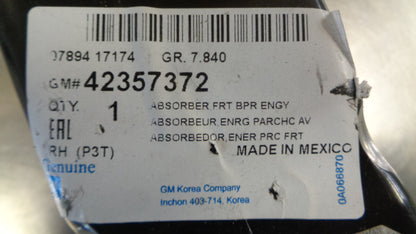 07894 17174 GR. 7.840
GM# 42357372
QTY. 1 ABSORBER FRT BPR ENGY
EAC ABSORBEUR,ENRG PARCHC AV
ABSORBEDOR,ENER PRC FRT
RH (P3T) MADE IN MEXICO
Genuine
GM Korea Company
Inchon 403-714, Korea
0A066870